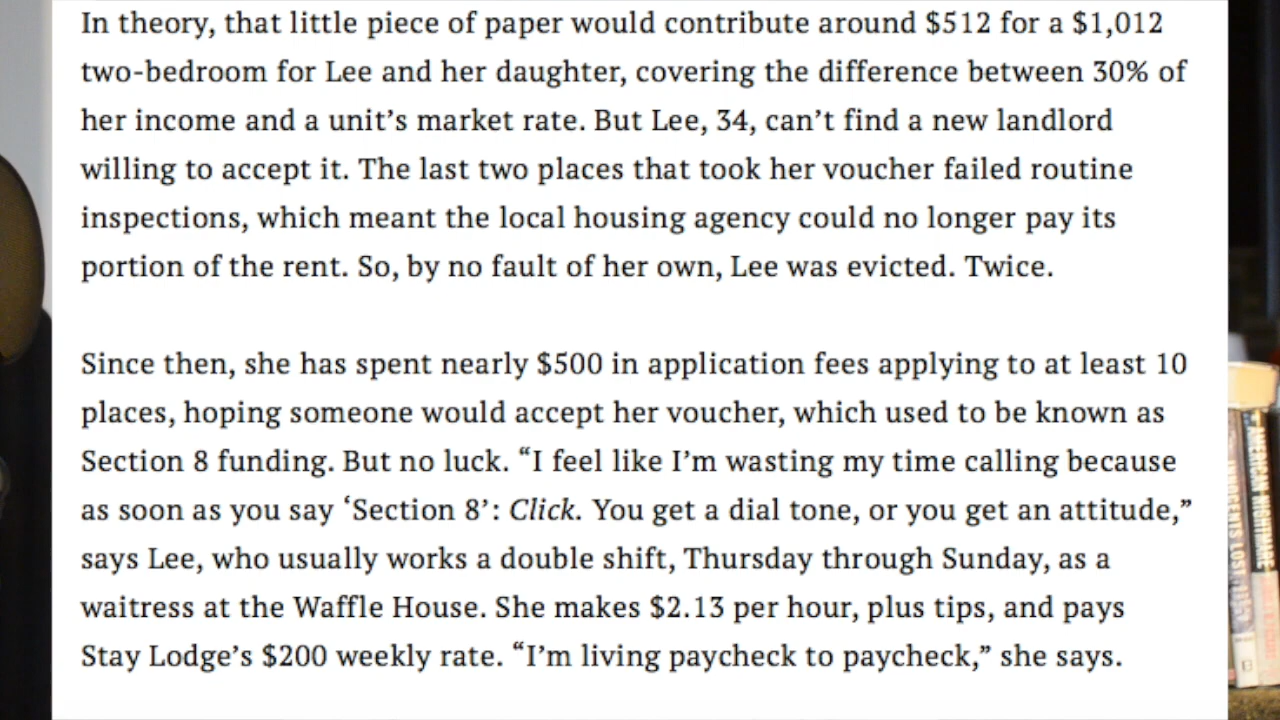 In theory, that little piece of paper would contribute around $512 for a $1,012
two-bedroom for Lee and her daughter, covering the difference between 30% of
her income and a unit’s market rate. But Lee, 34, can’t find a new landlord
willing to accept it. The last two places that took her voucher failed routine
inspections, which meant the local housing agency could no longer pay its
portion of the rent. So, by no fault of her own, Lee was evicted. Twice.
Since then, she has spent nearly $500 in application fees applying to at least 10
places, hoping someone would accept her voucher, which used to be known as
Section 8 funding. But no luck. “I feel like I’m wasting my time calling because
as soon as you say ‘Section 8’: Click. You get a dial tone, or you get an attitude,”
says Lee, who usually works a double shift, Thursday through Sunday, as a
waitress at the Waffle House. She makes $2.13 per hour, plus tips, and pays
Stay Lodge’s $200 weekly rate. “I’m living paycheck to paycheck,” she says.
AMERICAN NIGHTMARE